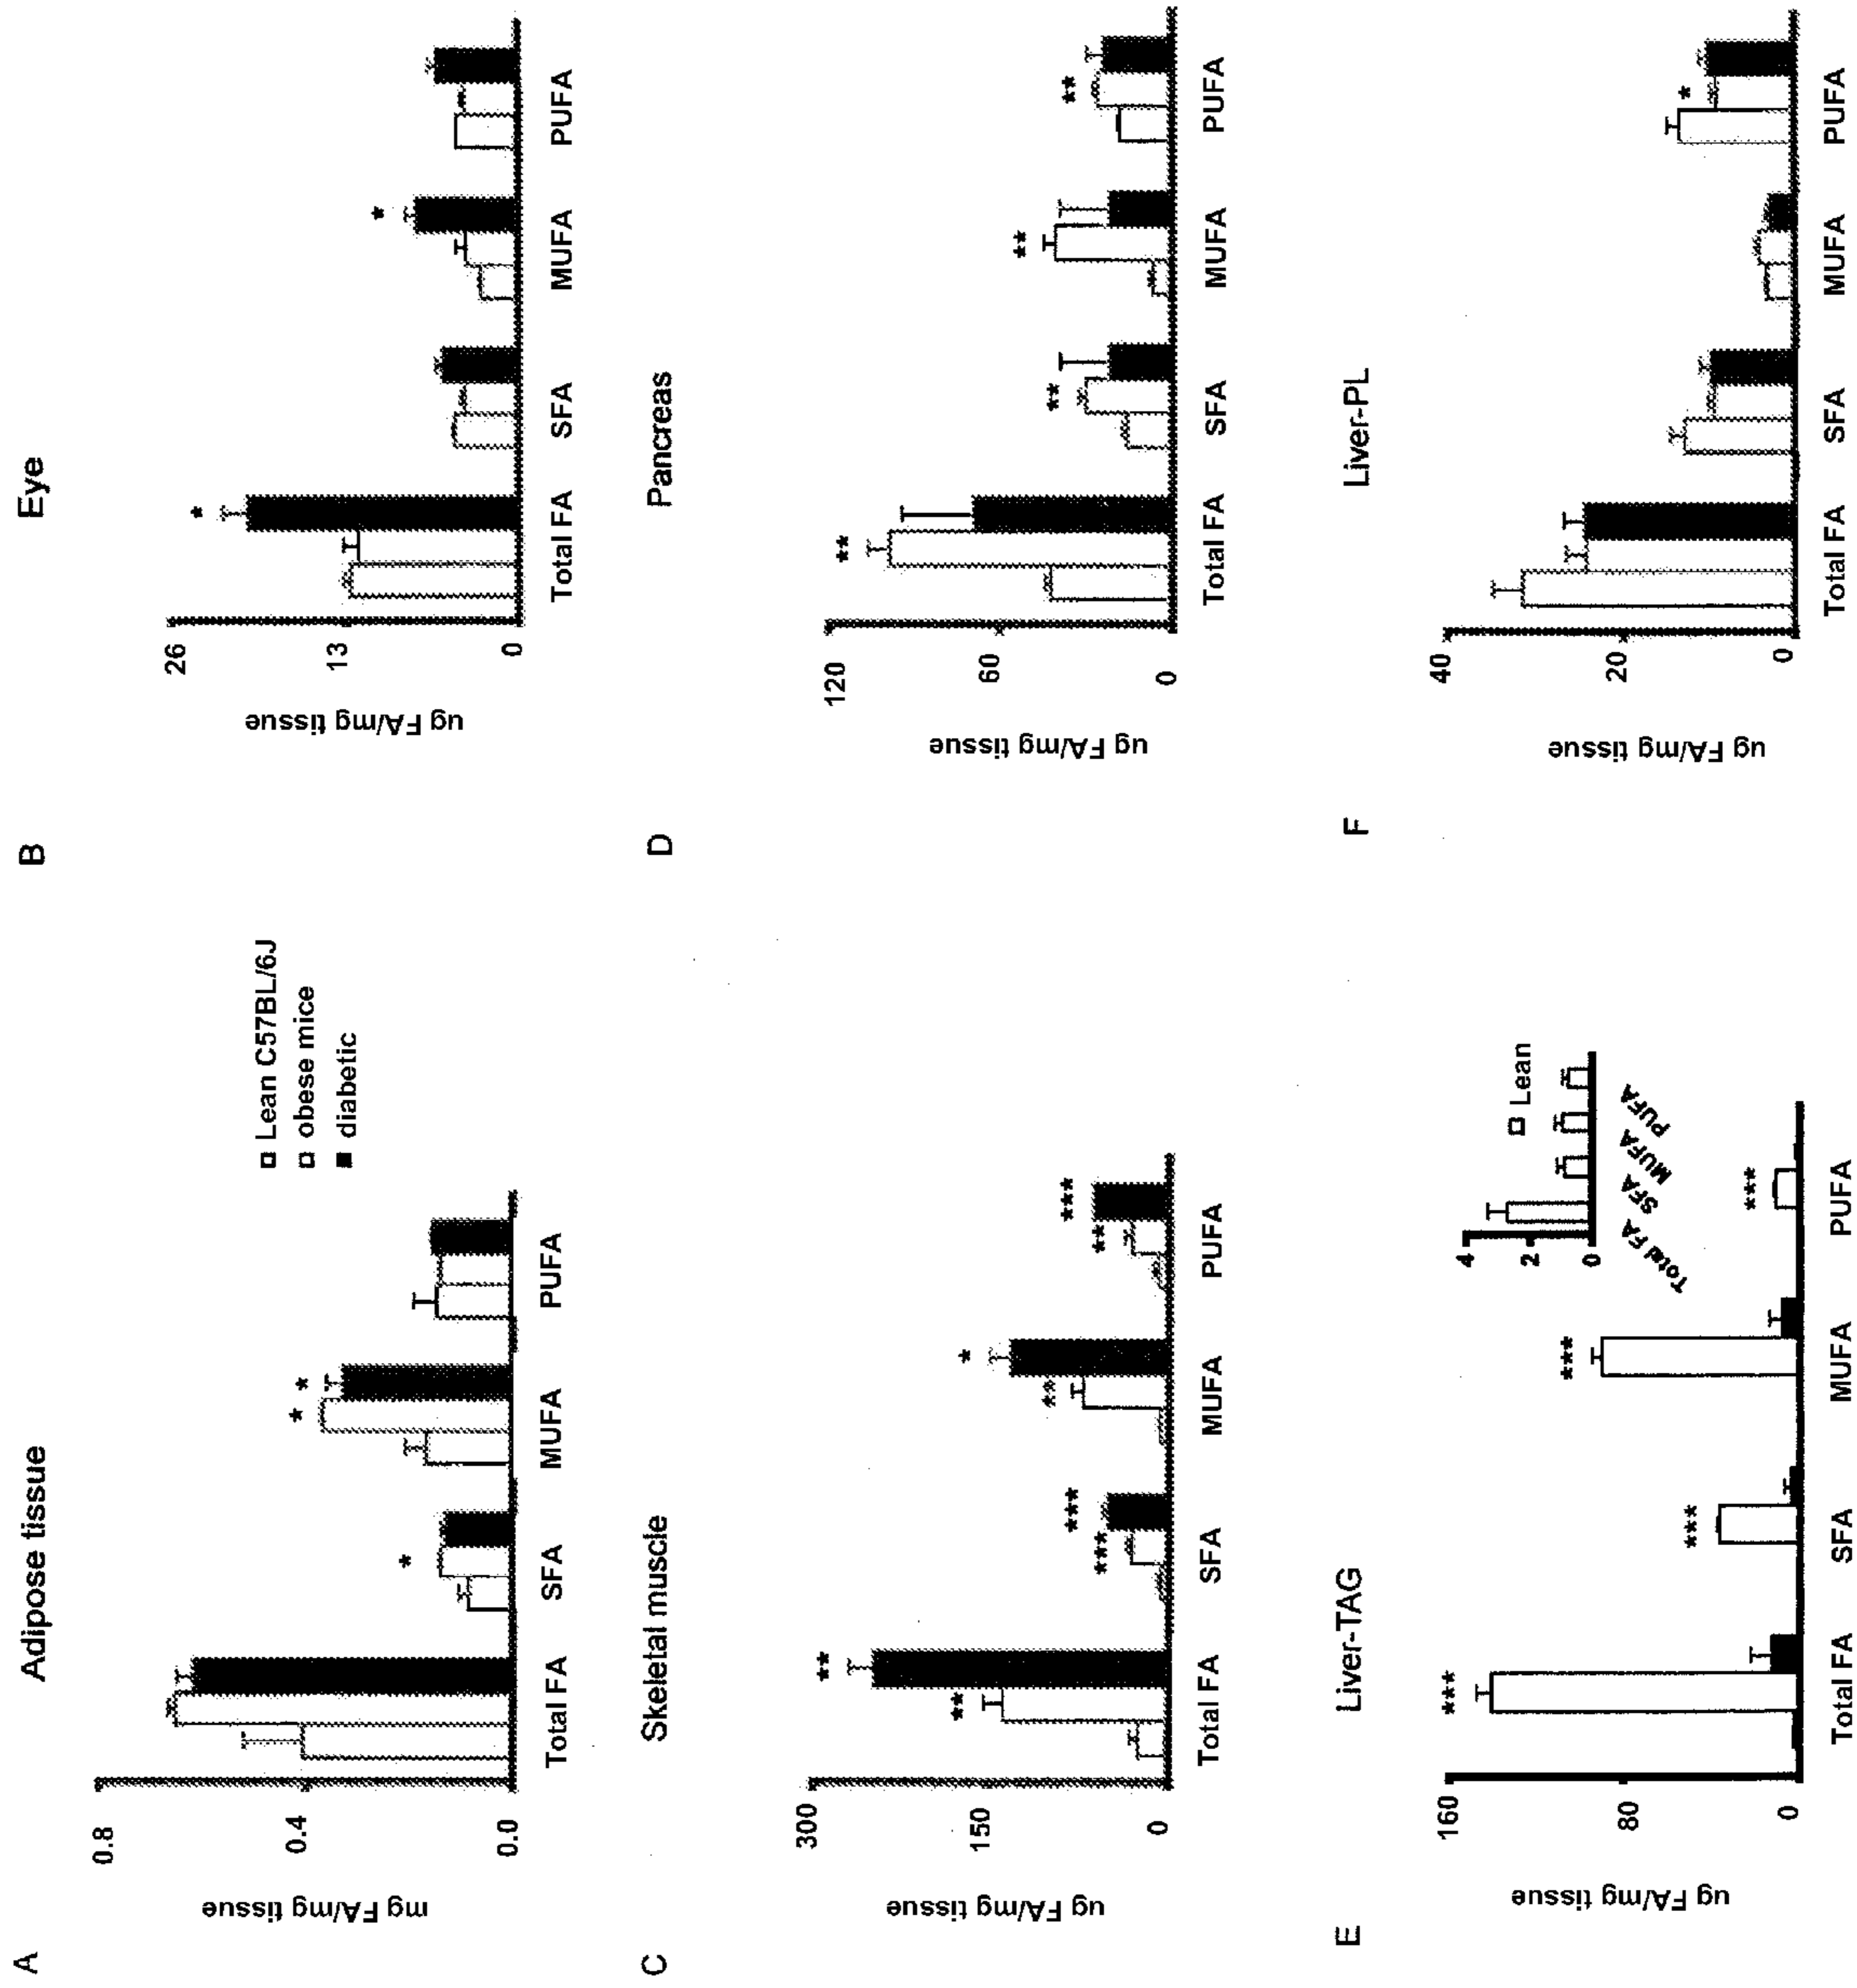 A
Adipose tissue
mg FA/mg tissue
0.8
0.4
0.0
*
*
*
Total FA
SFA
MUFA
PUFA
Lean C57BL/6J
obese mice
diabetic
B
Eye
ug FA/mg tissue
26
13
0
*
*
Total FA
SFA
MUFA
PUFA
C
Skeletal muscle
ug FA/mg tissue
300
150
0
**
**
***
***
**
*
**
***
Total FA
SFA
MUFA
PUFA
D
Pancreas
ug FA/mg tissue
120
60
0
**
**
**
**
Total FA
SFA
MUFA
PUFA
E
Liver-TAG
ug FA/mg tissue
160
80
0
***
***
***
***
Total FA
SFA
MUFA
PUFA
Lean
4
2
0
Total FA
SFA
MUFA
PUFA
F
Liver-PL
ug FA/mg tissue
40
20
0
*
Total FA
SFA
MUFA
PUFA